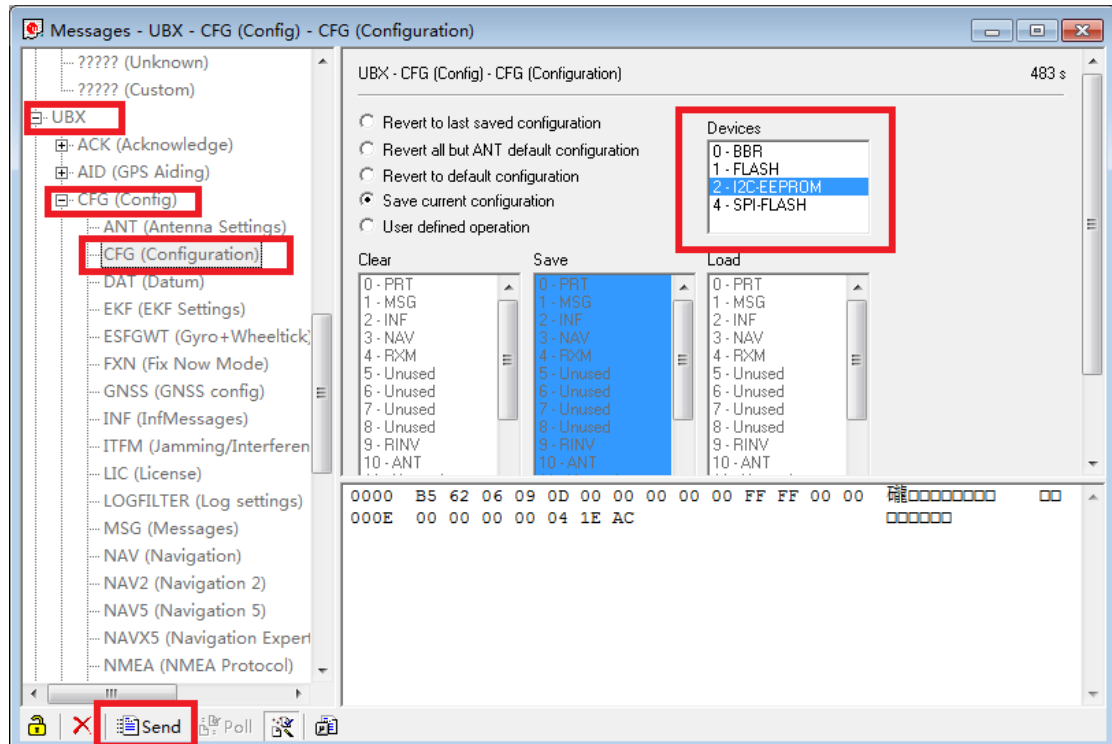 Messages - UBX - CFG (Config) - CFG (Configuration)
????? (Unknown)
????? (Custom)
UBX
ACK (Acknowledge)
AID (GPS Aiding)
CFG (Config)
ANT (Antenna Settings)
CFG (Configuration)
DAT (Datum)
EKF (EKF Settings)
ESFGWT (Gyro+Wheeltick)
FXN (Fix Now Mode)
GNSS (GNSS config)
INF (InfMessages)
ITFM (Jamming/Interferen
LIC (License)
LOGFILTER (Log settings)
MSG (Messages)
NAV (Navigation)
NAV2 (Navigation 2)
NAV5 (Navigation 5)
NAVX5 (Navigation Expert
NMEA (NMEA Protocol)
UBX - CFG (Config) - CFG (Configuration) 483 s
Revert to last saved configuration
Revert all but ANT default configuration
Revert to default configuration
Save current configuration
User defined operation
Devices
0 - BBR
1 - FLASH
2 - I2C-EEPROM
4 - SPI-FLASH
Clear
0 - PRT
1 - MSG
2 - INF
3 - NAV
4 - RXM
5 - Unused
6 - Unused
7 - Unused
8 - Unused
9 - RINV
10 - ANT
Save
0 - PRT
1 - MSG
2 - INF
3 - NAV
4 - RXM
5 - Unused
6 - Unused
7 - Unused
8 - Unused
9 - RINV
10 - ANT
Load
0 - PRT
1 - MSG
2 - INF
3 - NAV
4 - RXM
5 - Unused
6 - Unused
7 - Unused
8 - Unused
9 - RINV
10 - ANT
0000 B5 62 06 09 0D 00 00 00 00 00 FF FF 00 00
000E 00 00 00 00 04 1E AC
Send Poll